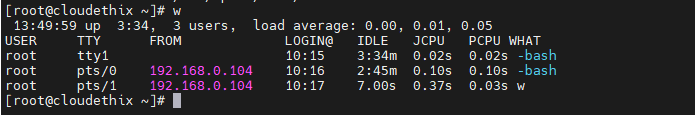 [root@cloudethix ~]# w
 13:49:59 up  3:34,  3 users,  load average: 0.00, 0.01, 0.05
USER     TTY      FROM             LOGIN@   IDLE   JCPU   PCPU WHAT
root     tty1                      10:15    3:34m  0.02s  0.02s -bash
root     pts/0    192.168.0.104    10:16    2:45m  0.10s  0.10s -bash
root     pts/1    192.168.0.104    10:17    7.00s  0.37s  0.03s w
[root@cloudethix ~]#